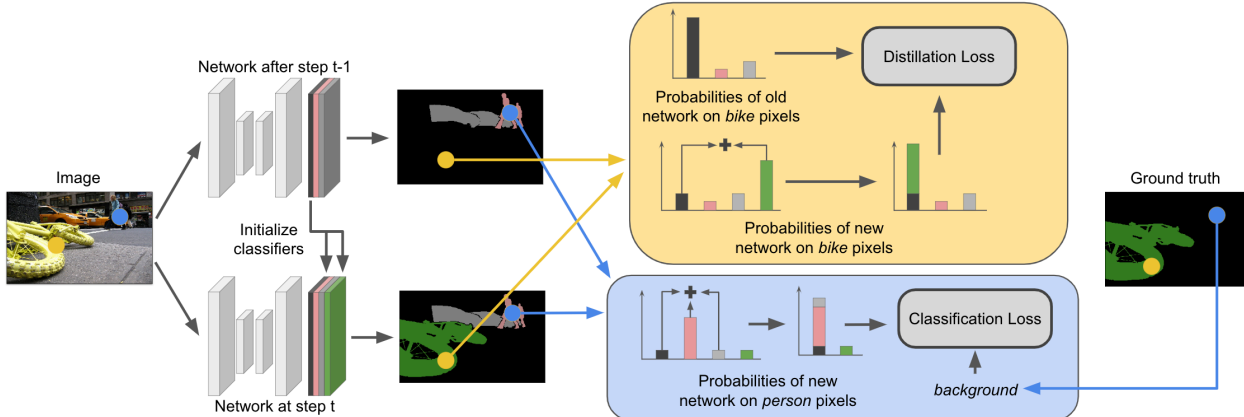 Network after step t-1
Image
Initialize
classifiers
Network at step t
Probabilities of old
network on bike pixels
Distillation Loss
Probabilities of new
network on bike pixels
Ground truth
Probabilities of new
network on person pixels
Classification Loss
background